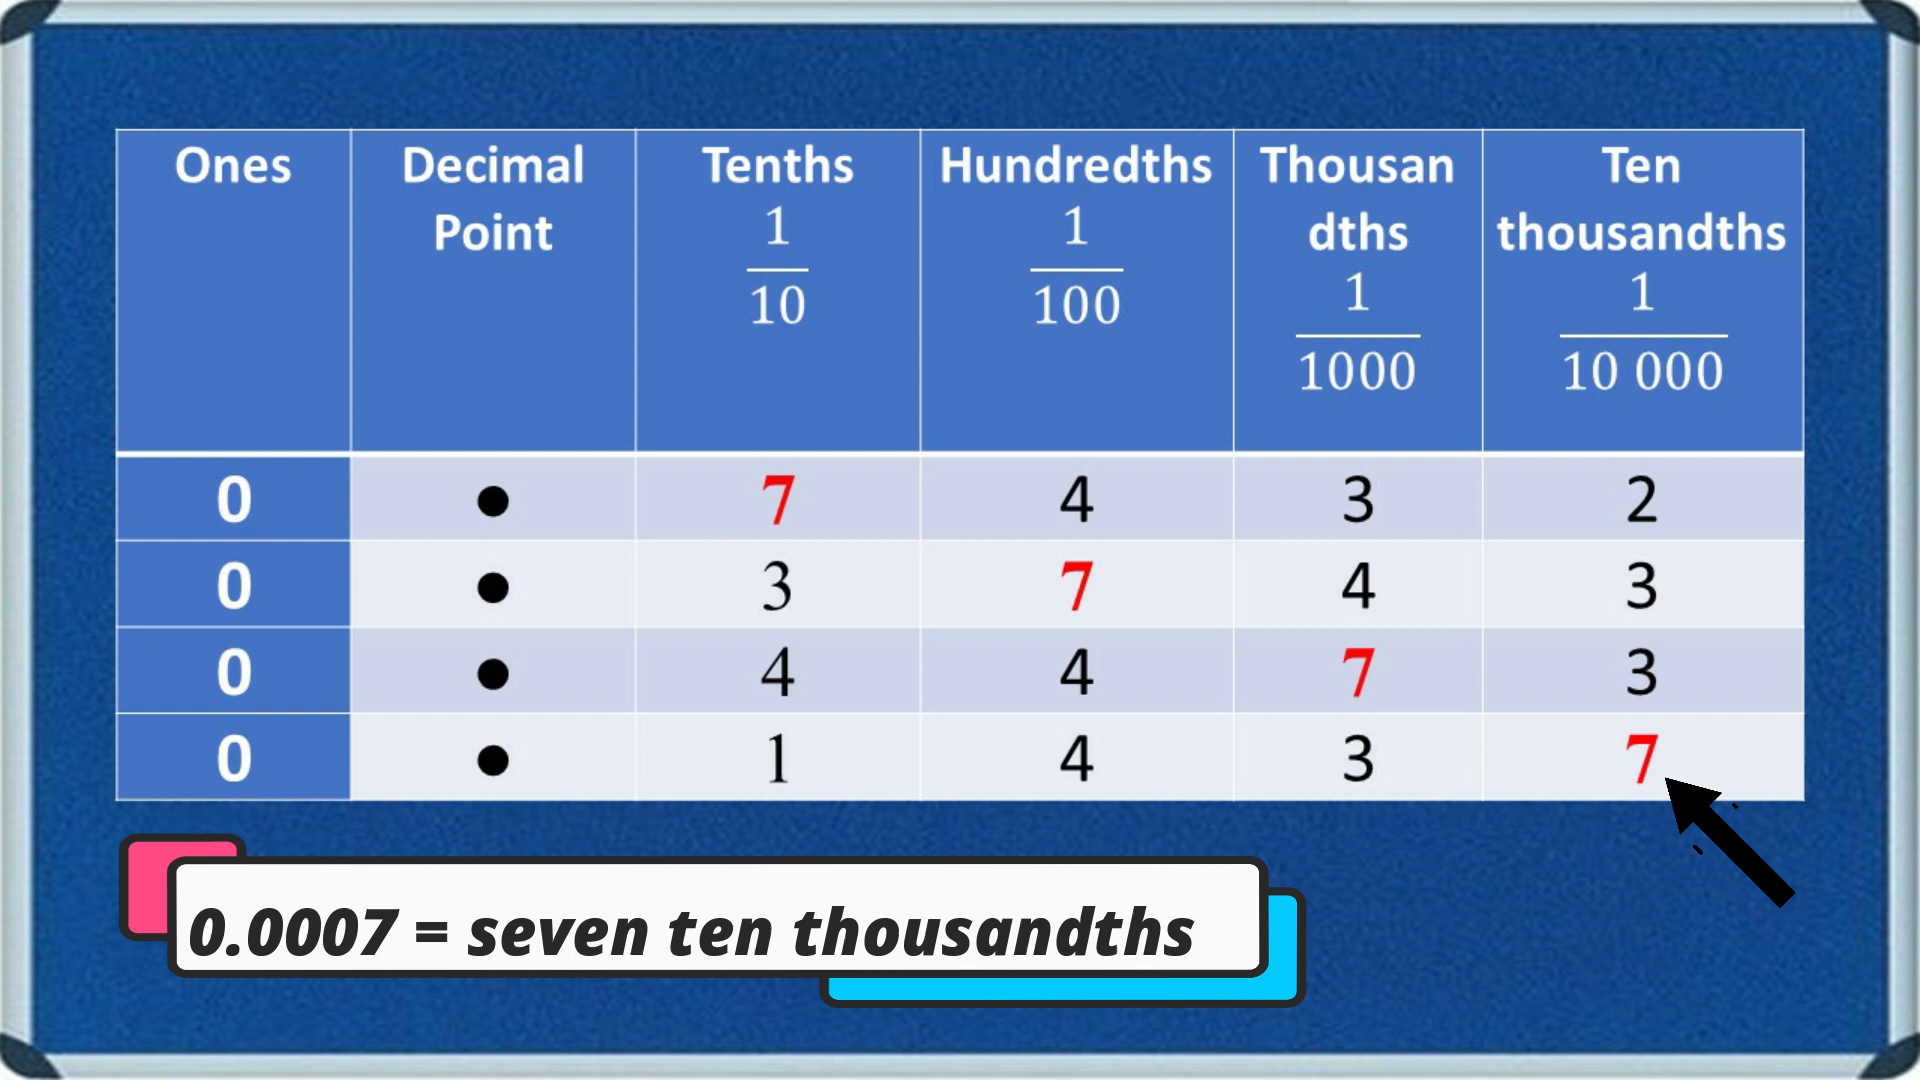 Ones Decimal Point Tenths 1/10 Hundredths 1/100 Thousan dths 1/1000 Ten thousandths 1/10 000
0 • 7 4 3 2
0 • 3 7 4 3
0 • 4 4 7 3
0 • 1 4 3 7
0.0007 = seven ten thousandths